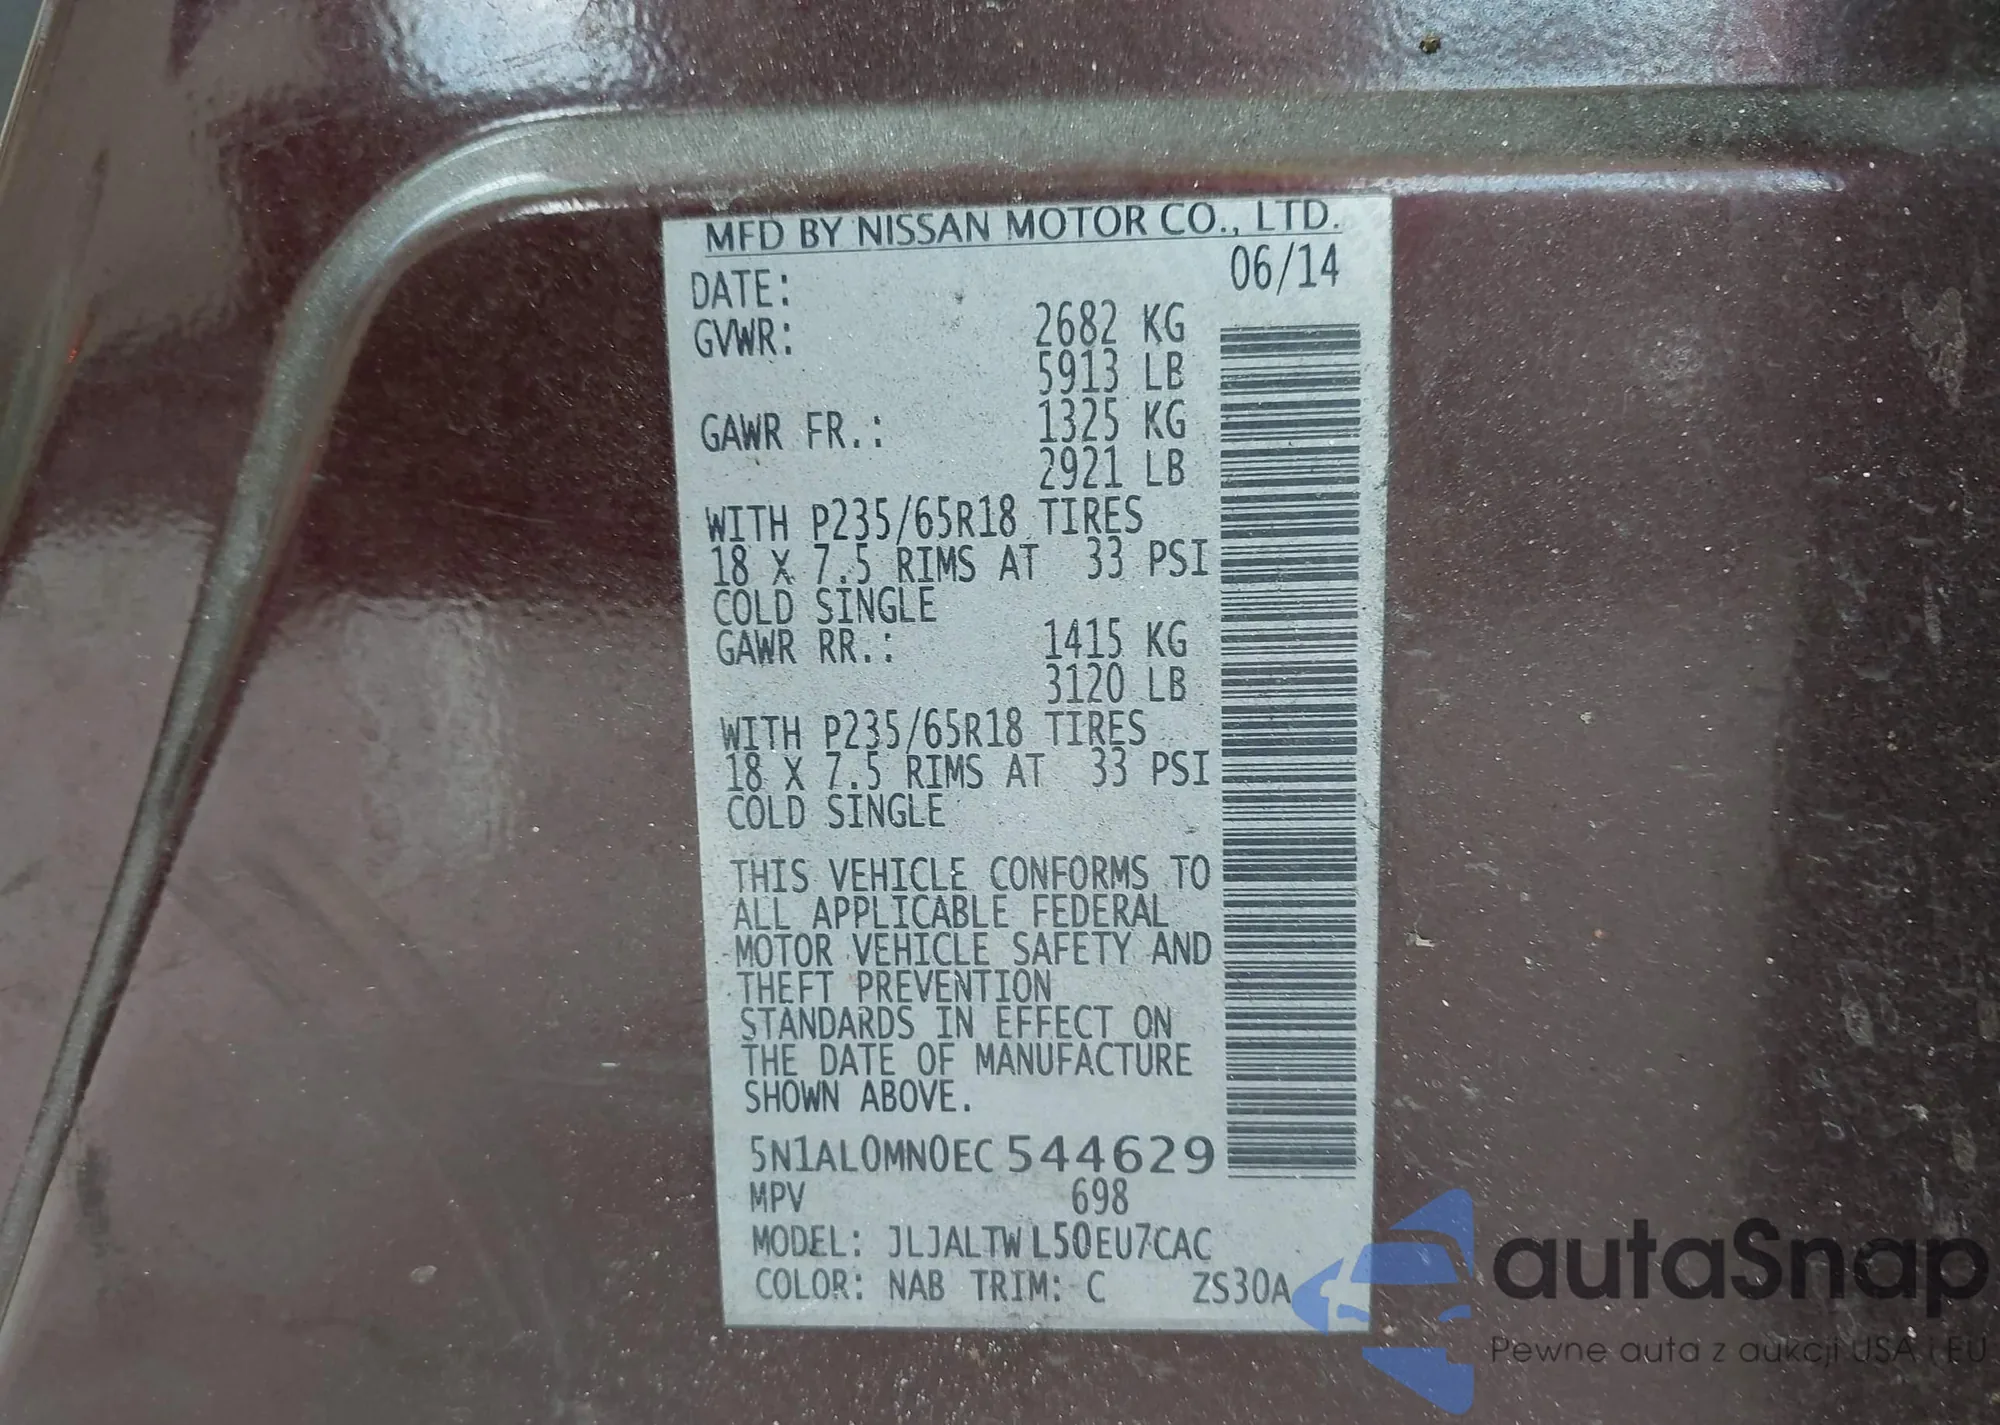 MFD BY NISSAN MOTOR CO., LTD.
DATE: 06/14
GVWR: 2682 KG
5913 LB
GAWR FR.: 1325 KG
2921 LB
WITH P235/65R18 TIRES
18 X 7.5 RIMS AT 33 PSI
COLD SINGLE
GAWR RR.: 1415 KG
3120 LB
WITH P235/65R18 TIRES
18 X 7.5 RIMS AT 33 PSI
COLD SINGLE
THIS VEHICLE CONFORMS TO
ALL APPLICABLE FEDERAL
MOTOR VEHICLE SAFETY AND
THEFT PREVENTION
STANDARDS IN EFFECT ON
THE DATE OF MANUFACTURE
SHOWN ABOVE.
5N1AL0MN0EC 544629
MPV 698
MODEL: JLJALTW L50EU7CAC
COLOR: NAB TRIM: C ZS30A
autaSnap
Pewne auta z aukcji USA i EU